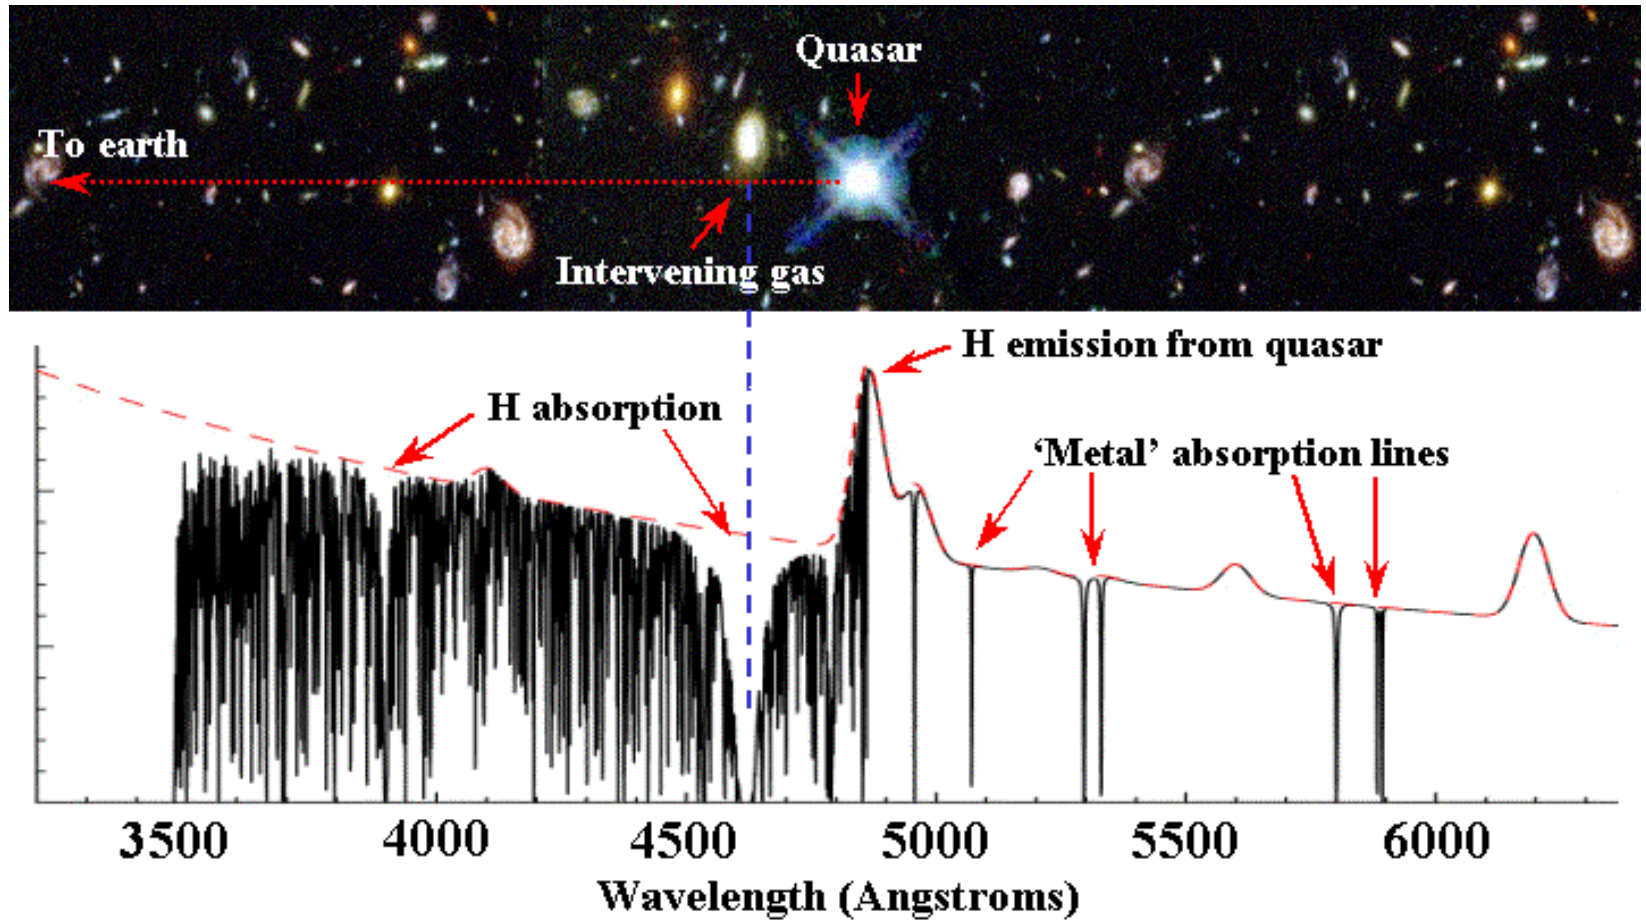 Quasar
To earth
Intervening gas
H emission from quasar
H absorption
‘Metal’ absorption lines
3500 4000 4500 5000 5500 6000
Wavelength (Angstroms)